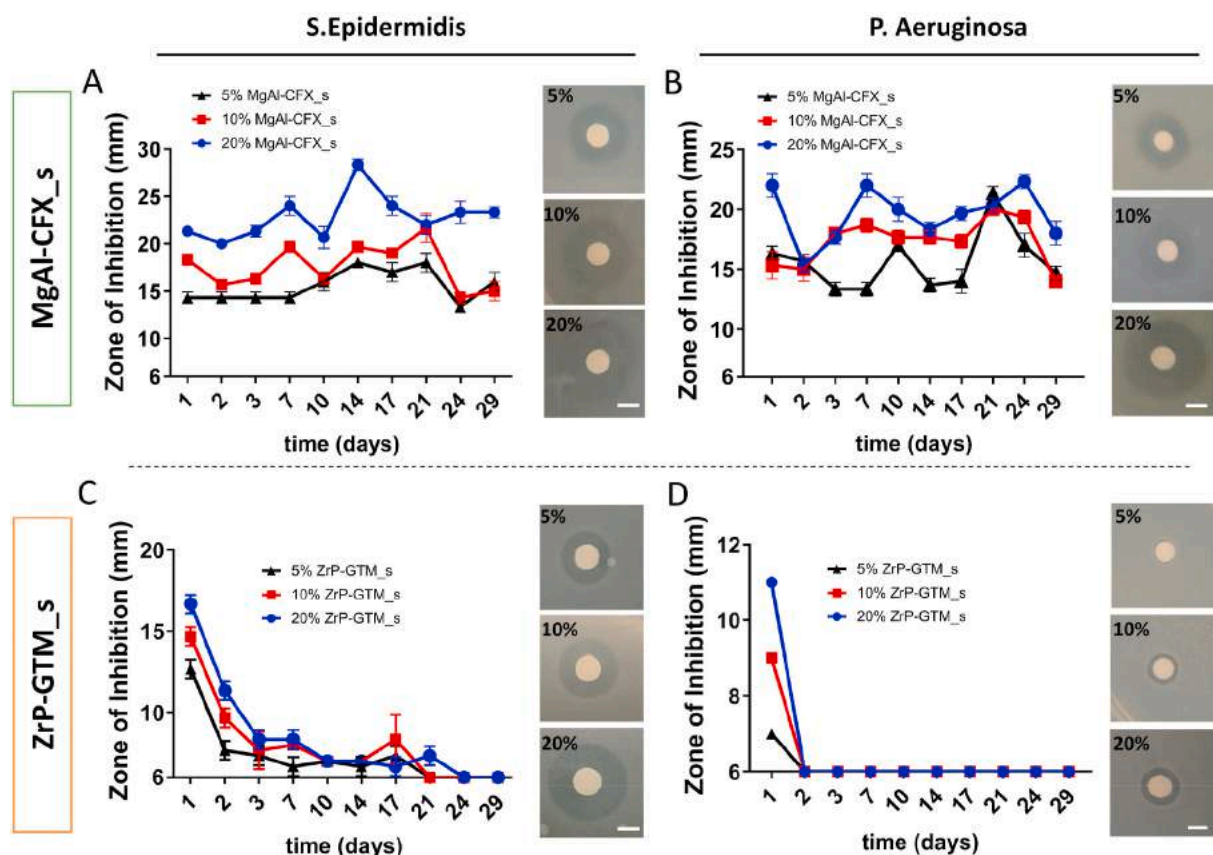 S.Epidermidis
P. Aeruginosa
MgAl-CFX_s
A
5% MgAl-CFX_s
10% MgAl-CFX_s
20% MgAl-CFX_s
Zone of Inhibition (mm)
30
25
20
15
10
6
1 2 3 7 10 14 17 21 24 29
time (days)
5%
10%
20%
B
5% MgAl-CFX_s
10% MgAl-CFX_s
20% MgAl-CFX_s
Zone of Inhibition (mm)
25
20
15
10
6
1 2 3 7 10 14 17 21 24 29
time (days)
5%
10%
20%
ZrP-GTM_s
C
5% ZrP-GTM_s
10% ZrP-GTM_s
20% ZrP-GTM_s
Zone of Inhibition (mm)
20
15
10
6
1 2 3 7 10 14 17 21 24 29
time (days)
5%
10%
20%
D
5% ZrP-GTM_s
10% ZrP-GTM_s
20% ZrP-GTM_s
Zone of Inhibition (mm)
12
10
8
6
1 2 3 7 10 14 17 21 24 29
time (days)
5%
10%
20%